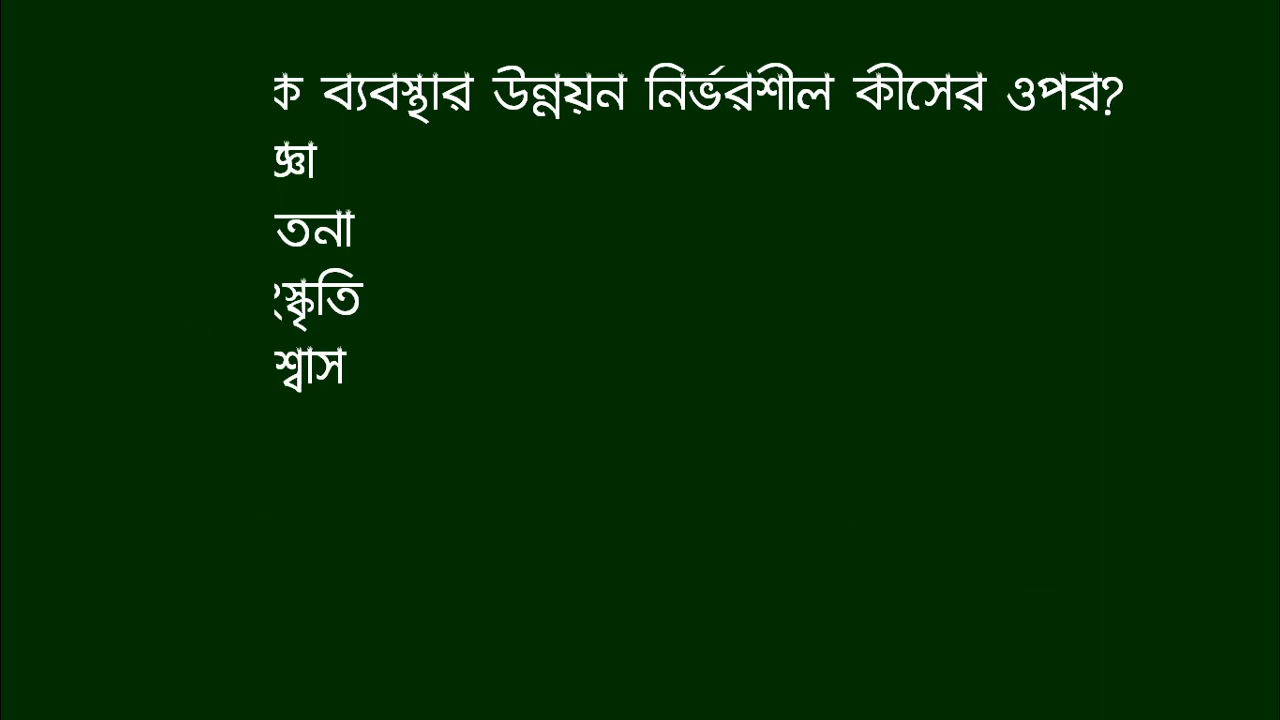 ক ব্যবস্থার উন্নয়ন নির্ভরশীল কীসের ওপর?
জ্ঞা
তনা
ংস্কৃতি
শ্বাস